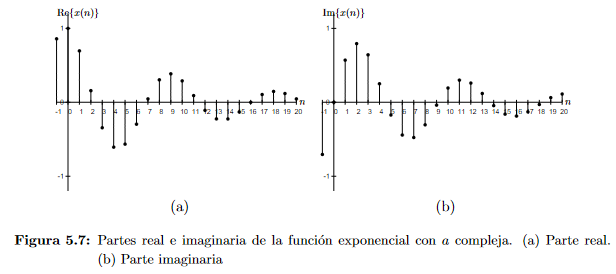 Re{x(n)} Im{x(n)}
1 1
0 n 0 n
-1 0 1 2 3 4 5 6 7 8 9 10 11 12 13 14 15 16 17 18 19 20 -1 0 1 2 3 4 5 6 7 8 9 10 11 12 13 14 15 16 17 18 19 20
-1 -1
(a) (b)
Figura 5.7: Partes real e imaginaria de la función exponencial con a compleja. (a) Parte real.
(b) Parte imaginaria